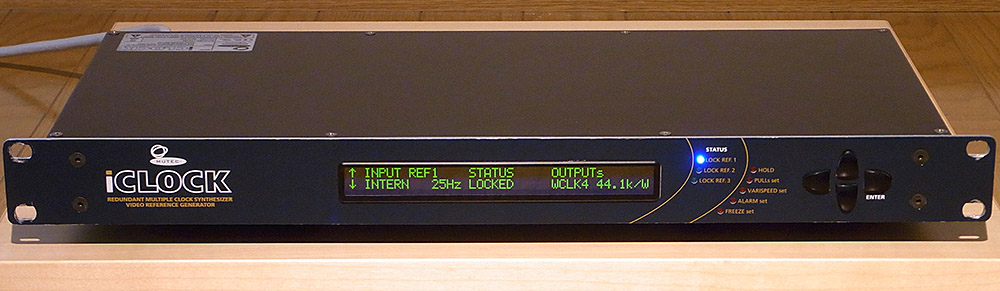 MUTEC
iCLOCK
REDUNDANT MULTIPLE CLOCK SYNTHESIZER
VIDEO REFERENCE GENERATOR
↑ INPUT REF1 STATUS OUTPUTs
↓ INTERN 25Hz LOCKED WCLK4 44.1k/W
STATUS
LOCK REF. 1
LOCK REF. 2
LOCK REF. 3
HOLD
PULLs set
VARISPEED set
ALARM set
FREEZE set
ENTER